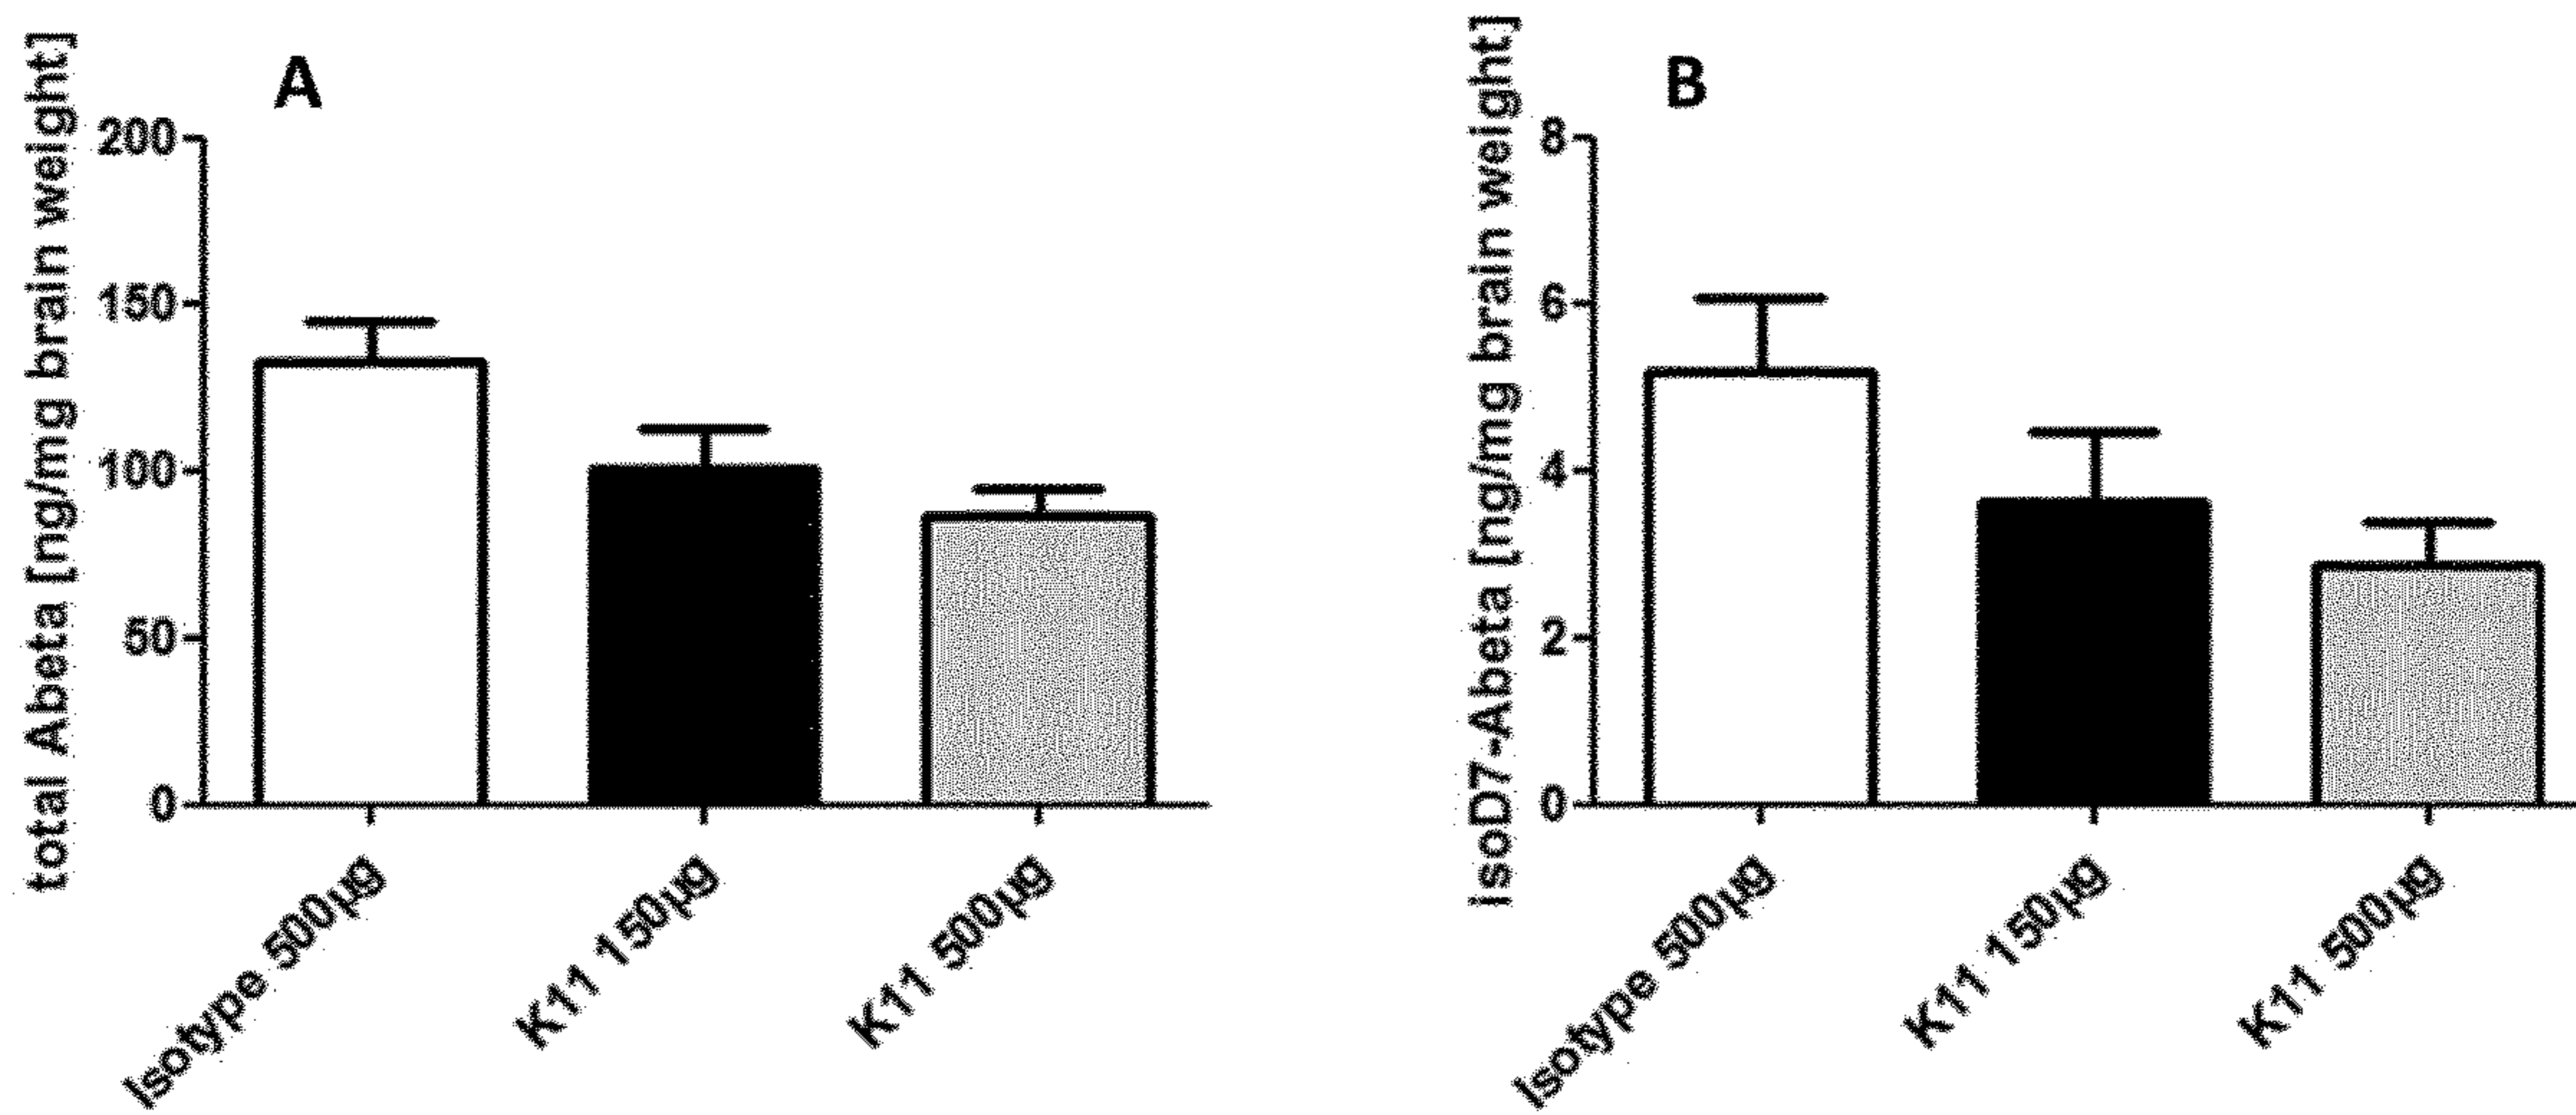 A
total Abeta [ng/mg brain weight]
200
150
100
50
0
Isotype 500µg
K11 150µg
K11 500µg
B
isoD7-Abeta [ng/mg brain weight]
8
6
4
2
0
Isotype 500µg
K11 150µg
K11 500µg